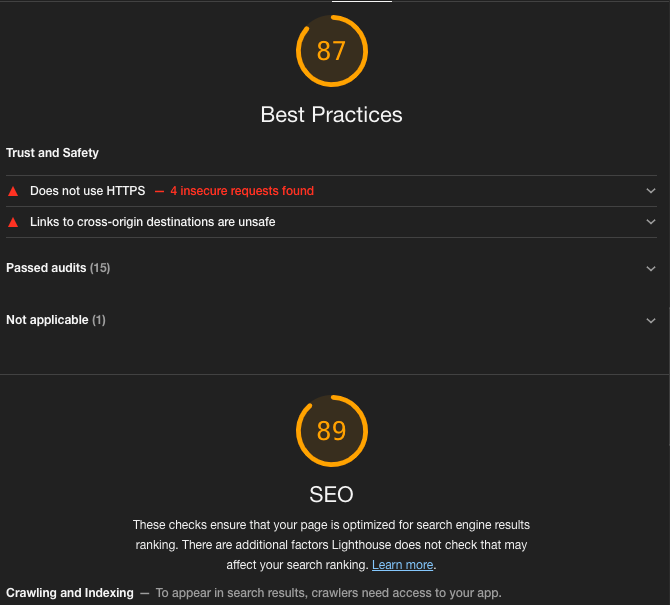 87
Best Practices
Trust and Safety
Does not use HTTPS — 4 insecure requests found
Links to cross-origin destinations are unsafe
Passed audits (15)
Not applicable (1)
89
SEO
These checks ensure that your page is optimized for search engine results
ranking. There are additional factors Lighthouse does not check that may
affect your search ranking. Learn more.
Crawling and Indexing — To appear in search results, crawlers need access to your app.